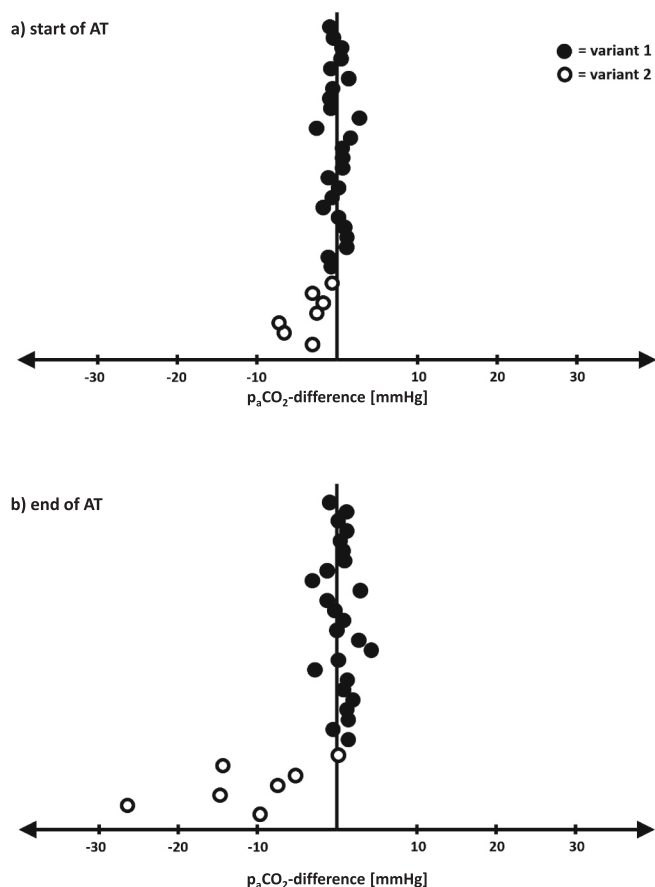 a) start of AT
= variant 1
= variant 2
-30 -20 -10 10 20 30
pₐCO₂-difference [mmHg]
b) end of AT
-30 -20 -10 10 20 30
pₐCO₂-difference [mmHg]